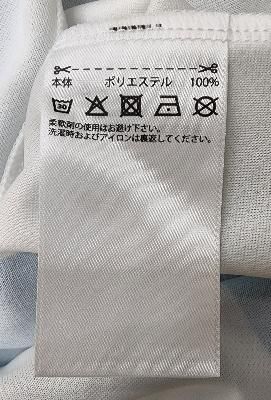 本体 ポリエステル 100%
30
柔軟剤の使用はお避け下さい。
洗濯時およびアイロンは裏返してください。